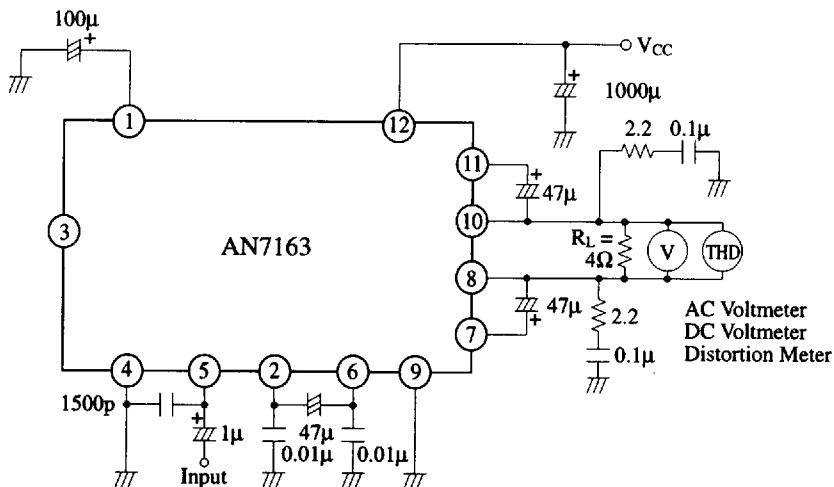 100μ
+
1
12
V_CC
+
1000μ
2.2
0.1μ
11
+
47μ
10
3
AN7163
R_L =
4Ω
V
THD
8
47μ
+
7
2.2
0.1μ
AC Voltmeter
DC Voltmeter
Distortion Meter
4
5
2
6
9
1500p
+
1μ
47μ
0.01μ
0.01μ
Input